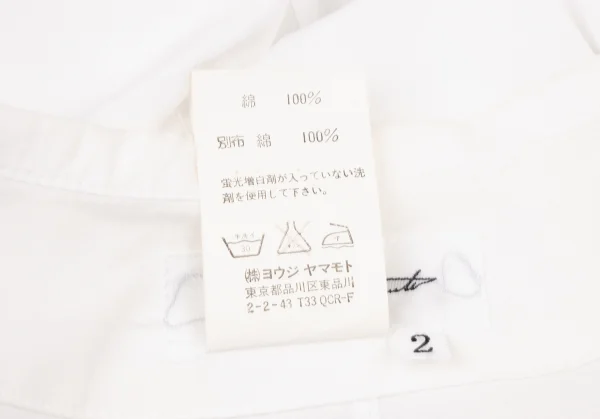 綿 100%
別布 綿 100%
蛍光増白剤が入っていない洗
剤を使用して下さい。
㈱ヨウジ ヤマモト
東京都品川区東品川
2-2-43 T33 QCR-F
2